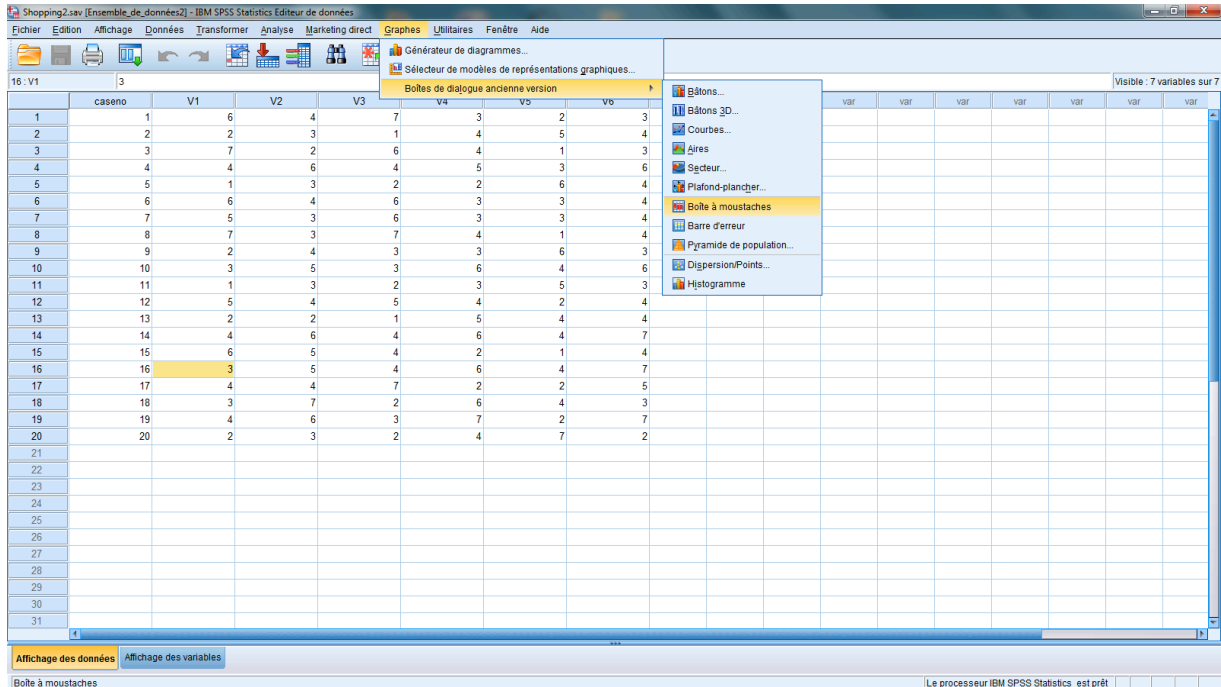 Shopping2.sav [Ensemble_de_données2] - IBM SPSS Statistics Editeur de données
Fichier Edition Affichage Données Transformer Analyse Marketing direct Graphes Utilitaires Fenêtre Aide
Générateur de diagrammes...
Sélecteur de modèles de représentations graphiques...
Boîtes de dialogue ancienne version
16 : V1 3 Visible : 7 variables sur 7
Bâtons...
Bâtons 3D...
Courbes...
Aires
Secteur...
Plafond-plancher...
Boîte à moustaches
Barre d'erreur
Pyramide de population...
Dispersion/Points...
Histogramme
caseno V1 V2 V3 V4 V5 V6 var var var var var var var
1 1 6 4 7 3 2 3
2 2 2 3 1 4 5 4
3 3 7 2 6 4 1 3
4 4 4 6 4 5 3 6
5 5 1 3 2 2 6 4
6 6 6 4 6 3 3 4
7 7 5 3 6 3 3 4
8 8 7 3 7 4 1 4
9 9 2 4 3 3 6 3
10 10 3 5 3 6 4 6
11 11 1 3 2 3 5 3
12 12 5 4 5 4 2 4
13 13 2 2 1 5 4 4
14 14 4 6 4 6 4 7
15 15 6 5 4 2 1 4
16 16 3 5 4 6 4 7
17 17 4 4 7 2 2 5
18 18 3 7 2 6 4 3
19 19 4 6 3 7 2 7
20 20 2 3 2 4 7 2
21
22
23
24
25
26
27
28
29
30
31
Affichage des données Affichage des variables
Boîte à moustaches Le processeur IBM SPSS Statistics est prêt